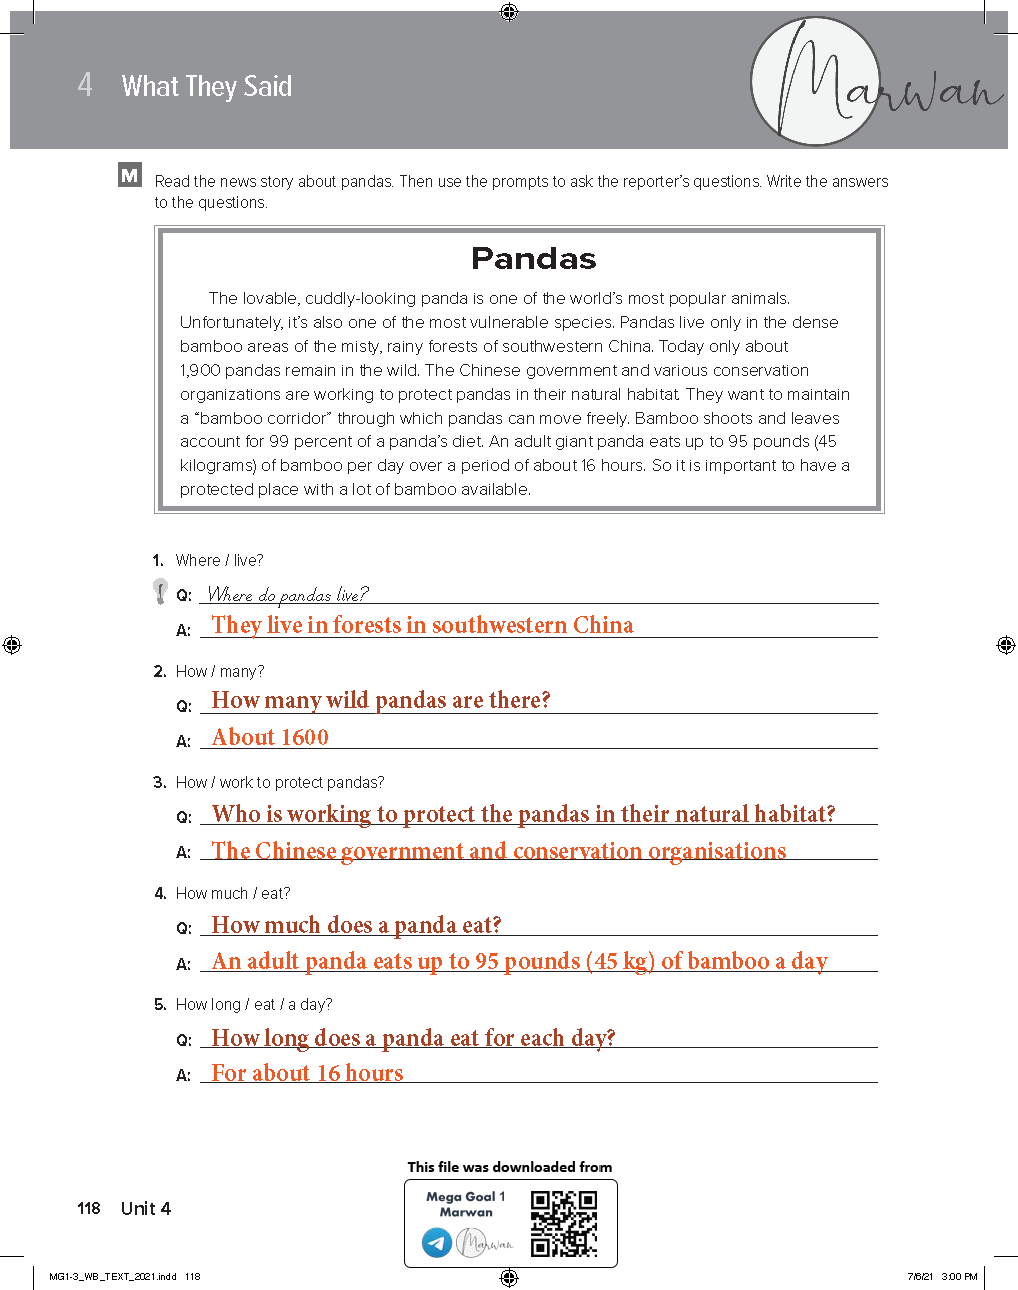 4 What They Said
Marwan
M Read the news story about pandas. Then use the prompts to ask the reporter's questions. Write the answers
to the questions.
Pandas
The lovable, cuddly-looking panda is one of the world's most popular animals.
Unfortunately, it's also one of the most vulnerable species. Pandas live only in the dense
bamboo areas of the misty, rainy forests of southwestern China. Today only about
1,900 pandas remain in the wild. The Chinese government and various conservation
organizations are working to protect pandas in their natural habitat. They want to maintain
a “bamboo corridor” through which pandas can move freely. Bamboo shoots and leaves
account for 99 percent of a panda's diet. An adult giant panda eats up to 95 pounds (45
kilograms) of bamboo per day over a period of about 16 hours. So it is important to have a
protected place with a lot of bamboo available.
1. Where / live?
Q: Where do pandas live?
A: They live in forests in southwestern China
2. How / many?
Q: How many wild pandas are there?
A: About 1600
3. How / work to protect pandas?
Q: Who is working to protect the pandas in their natural habitat?
A: The Chinese government and conservation organisations
4. How much / eat?
Q: How much does a panda eat?
A: An adult panda eats up to 95 pounds (45 kg) of bamboo a day
5. How long / eat / a day?
Q: How long does a panda eat for each day?
A: For about 16 hours
This file was downloaded from
Mega Goal 1
Marwan
Marwan
118 Unit 4
MG1-3_WB_TEXT_2021.indd 118
7/6/21 3:00 PM